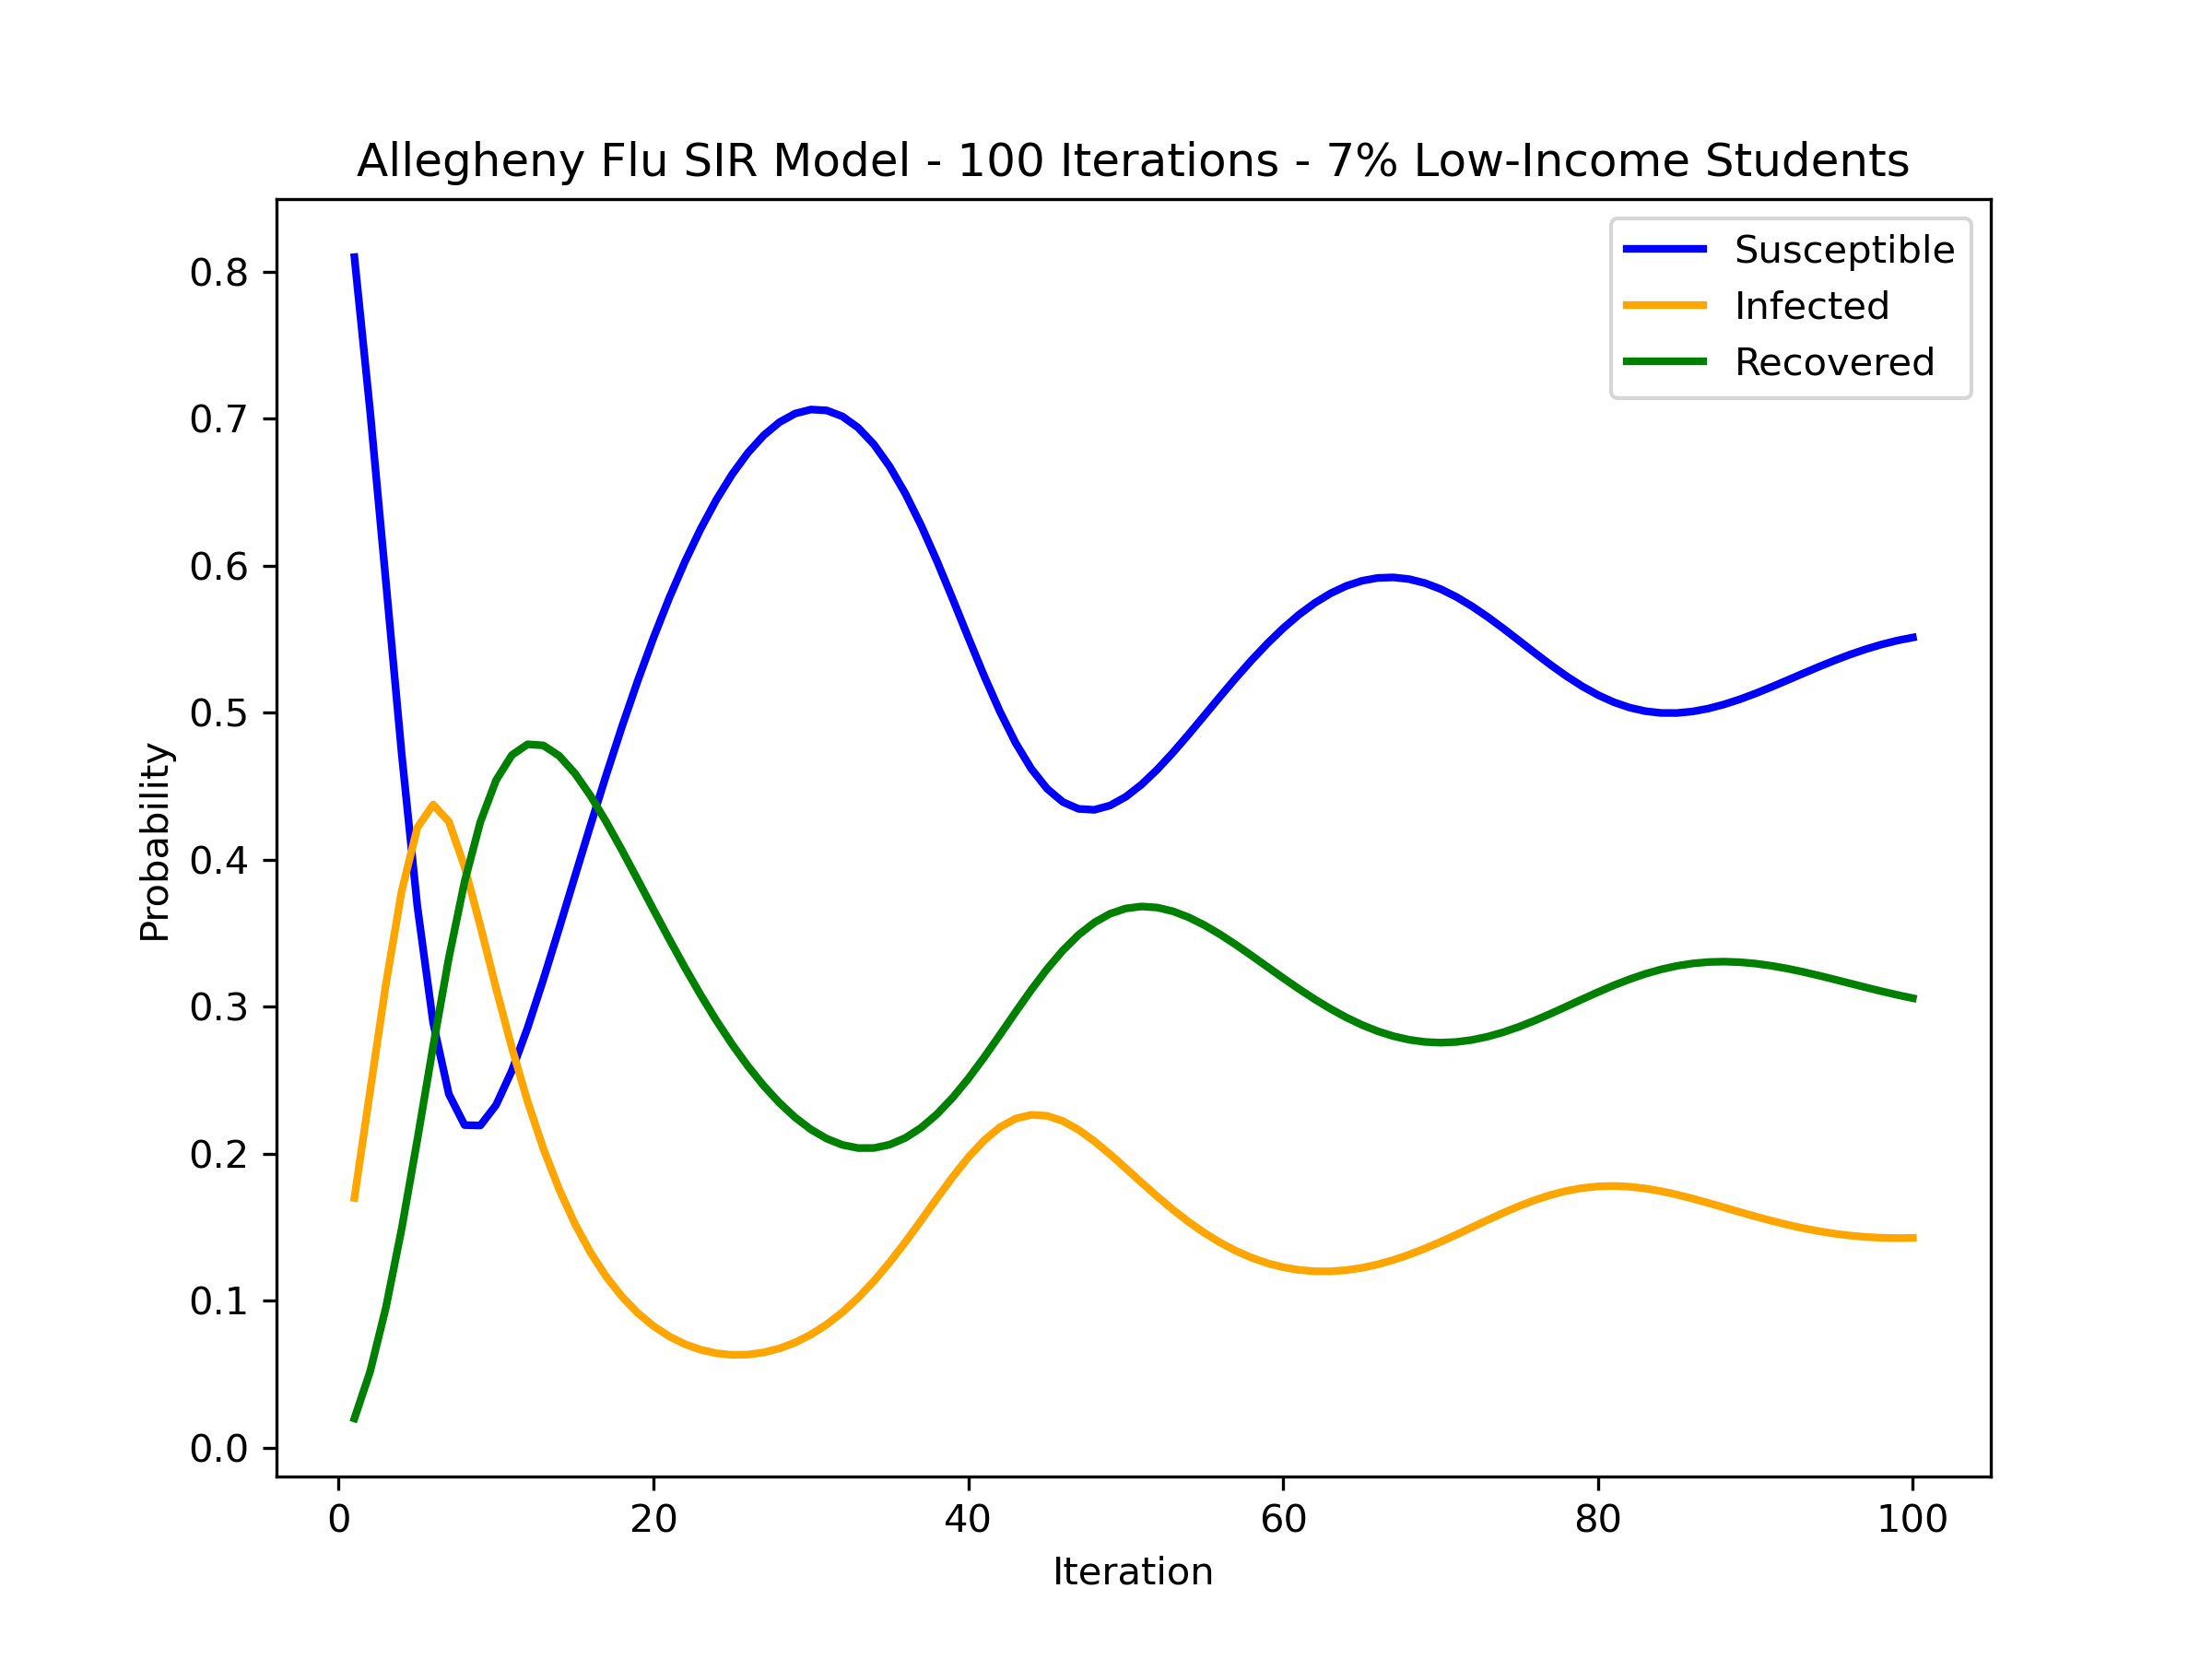 Allegheny Flu SIR Model - 100 Iterations - 7% Low-Income Students
Susceptible
Infected
Recovered
0.8
0.7
0.6
0.5
0.4
0.3
0.2
0.1
0.0
Probability
0 20 40 60 80 100
Iteration